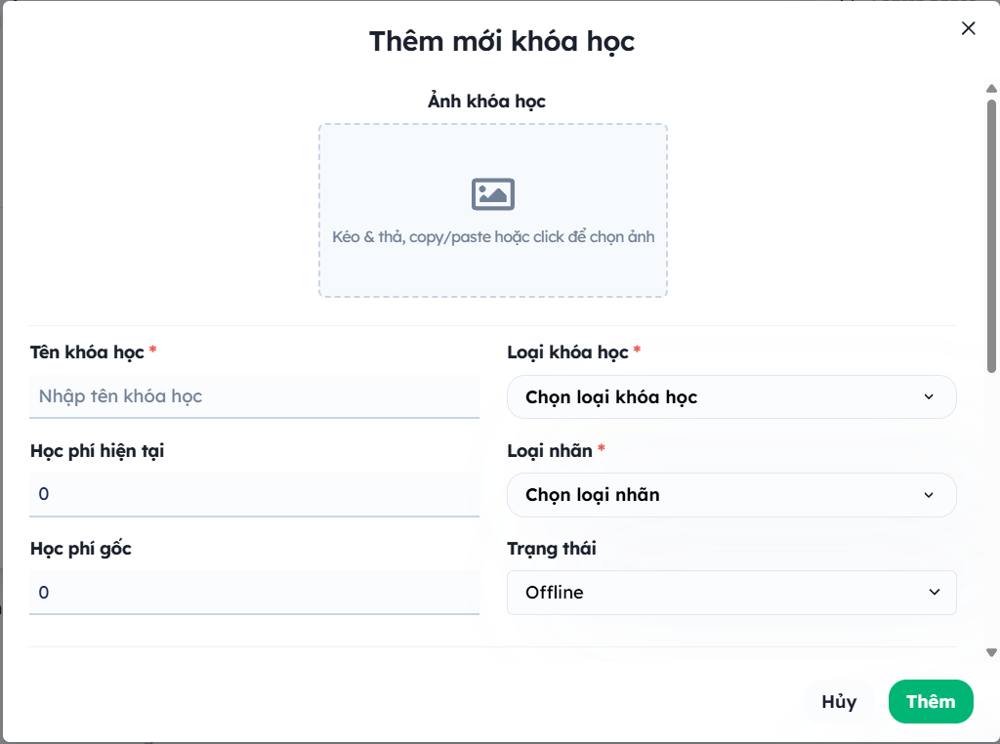 Thêm mới khóa học
Ảnh khóa học
Kéo & thả, copy/paste hoặc click để chọn ảnh
Tên khóa học *
Loại khóa học *
Nhập tên khóa học
Chọn loại khóa học
Học phí hiện tại
Loại nhãn *
0
Chọn loại nhãn
Học phí gốc
Trạng thái
0
Offline
Hủy
Thêm